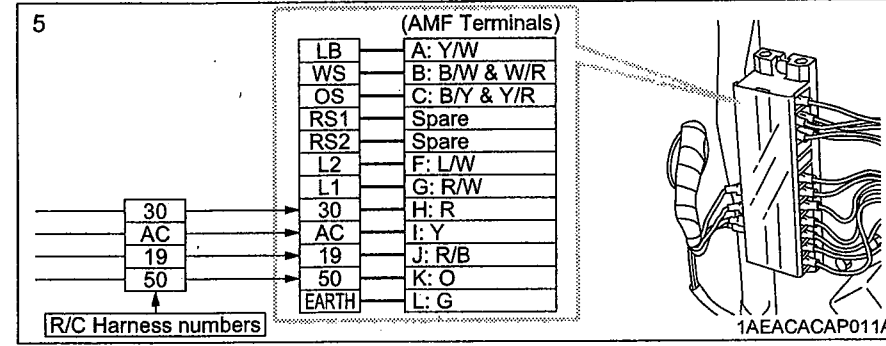 5
(AMF Terminals)
LB A: Y/W
WS B: B/W & W/R
OS C: B/Y & Y/R
RS1 Spare
RS2 Spare
L2 F: L/W
L1 G: R/W
30 30 H: R
AC AC I: Y
19 19 J: R/B
50 50 K: O
EARTH L: G
R/C Harness numbers
1AEACACAP011A